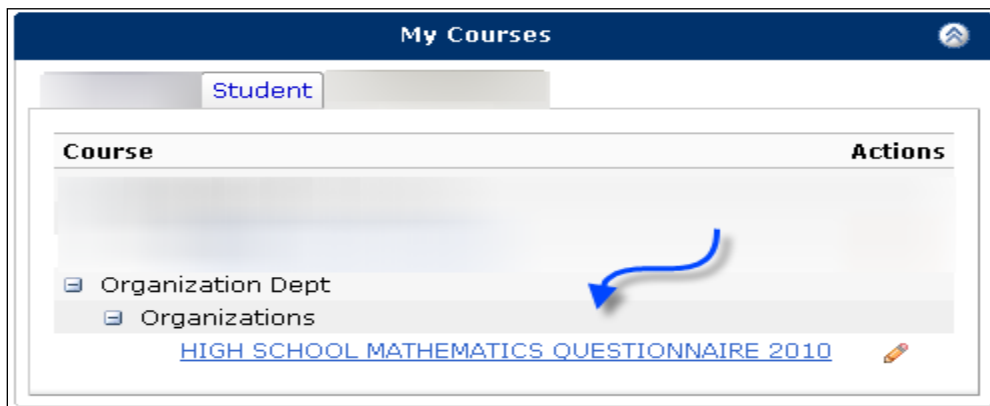 My Courses
Student
Course Actions
Organization Dept
Organizations
HIGH SCHOOL MATHEMATICS QUESTIONNAIRE 2010